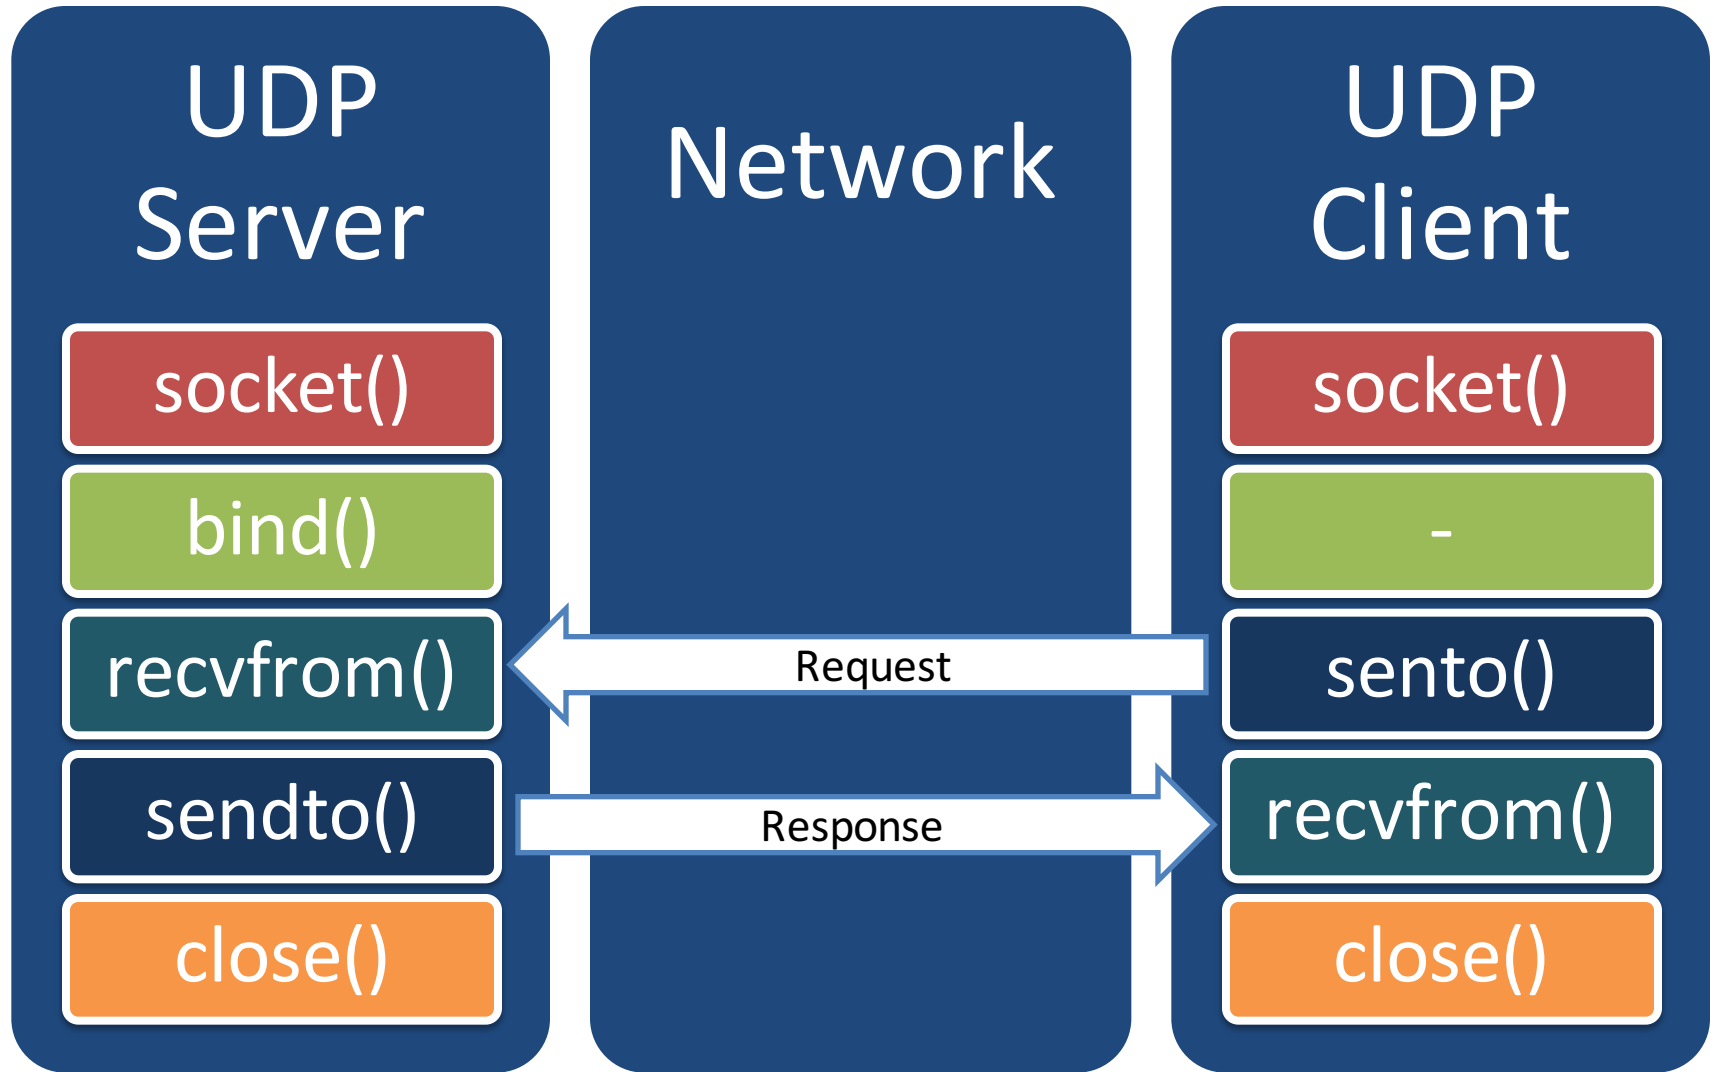 UDP
Server
socket()
bind()
recvfrom()
sendto()
close()
Network
Request
Response
UDP
Client
socket()
-
sento()
recvfrom()
close()